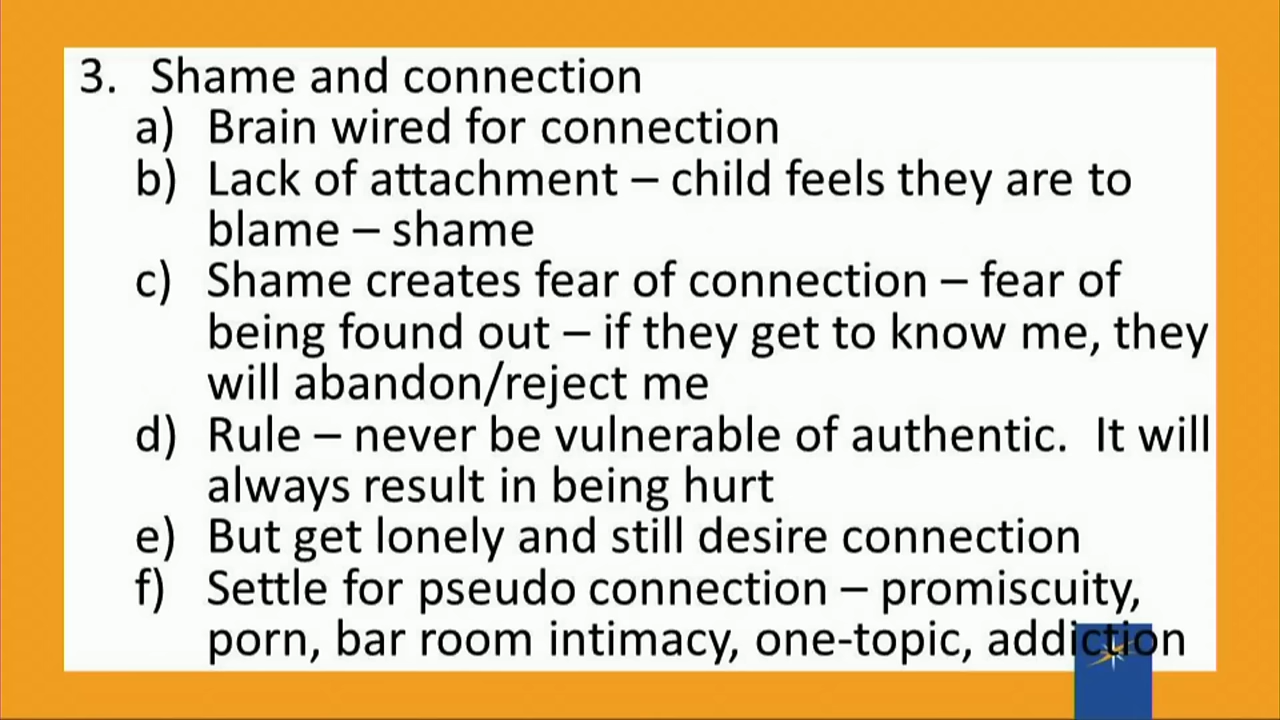 3. Shame and connection
a) Brain wired for connection
b) Lack of attachment – child feels they are to
blame – shame
c) Shame creates fear of connection – fear of
being found out – if they get to know me, they
will abandon/reject me
d) Rule – never be vulnerable of authentic.  It will
always result in being hurt
e) But get lonely and still desire connection
f) Settle for pseudo connection – promiscuity,
porn, bar room intimacy, one-topic, addiction